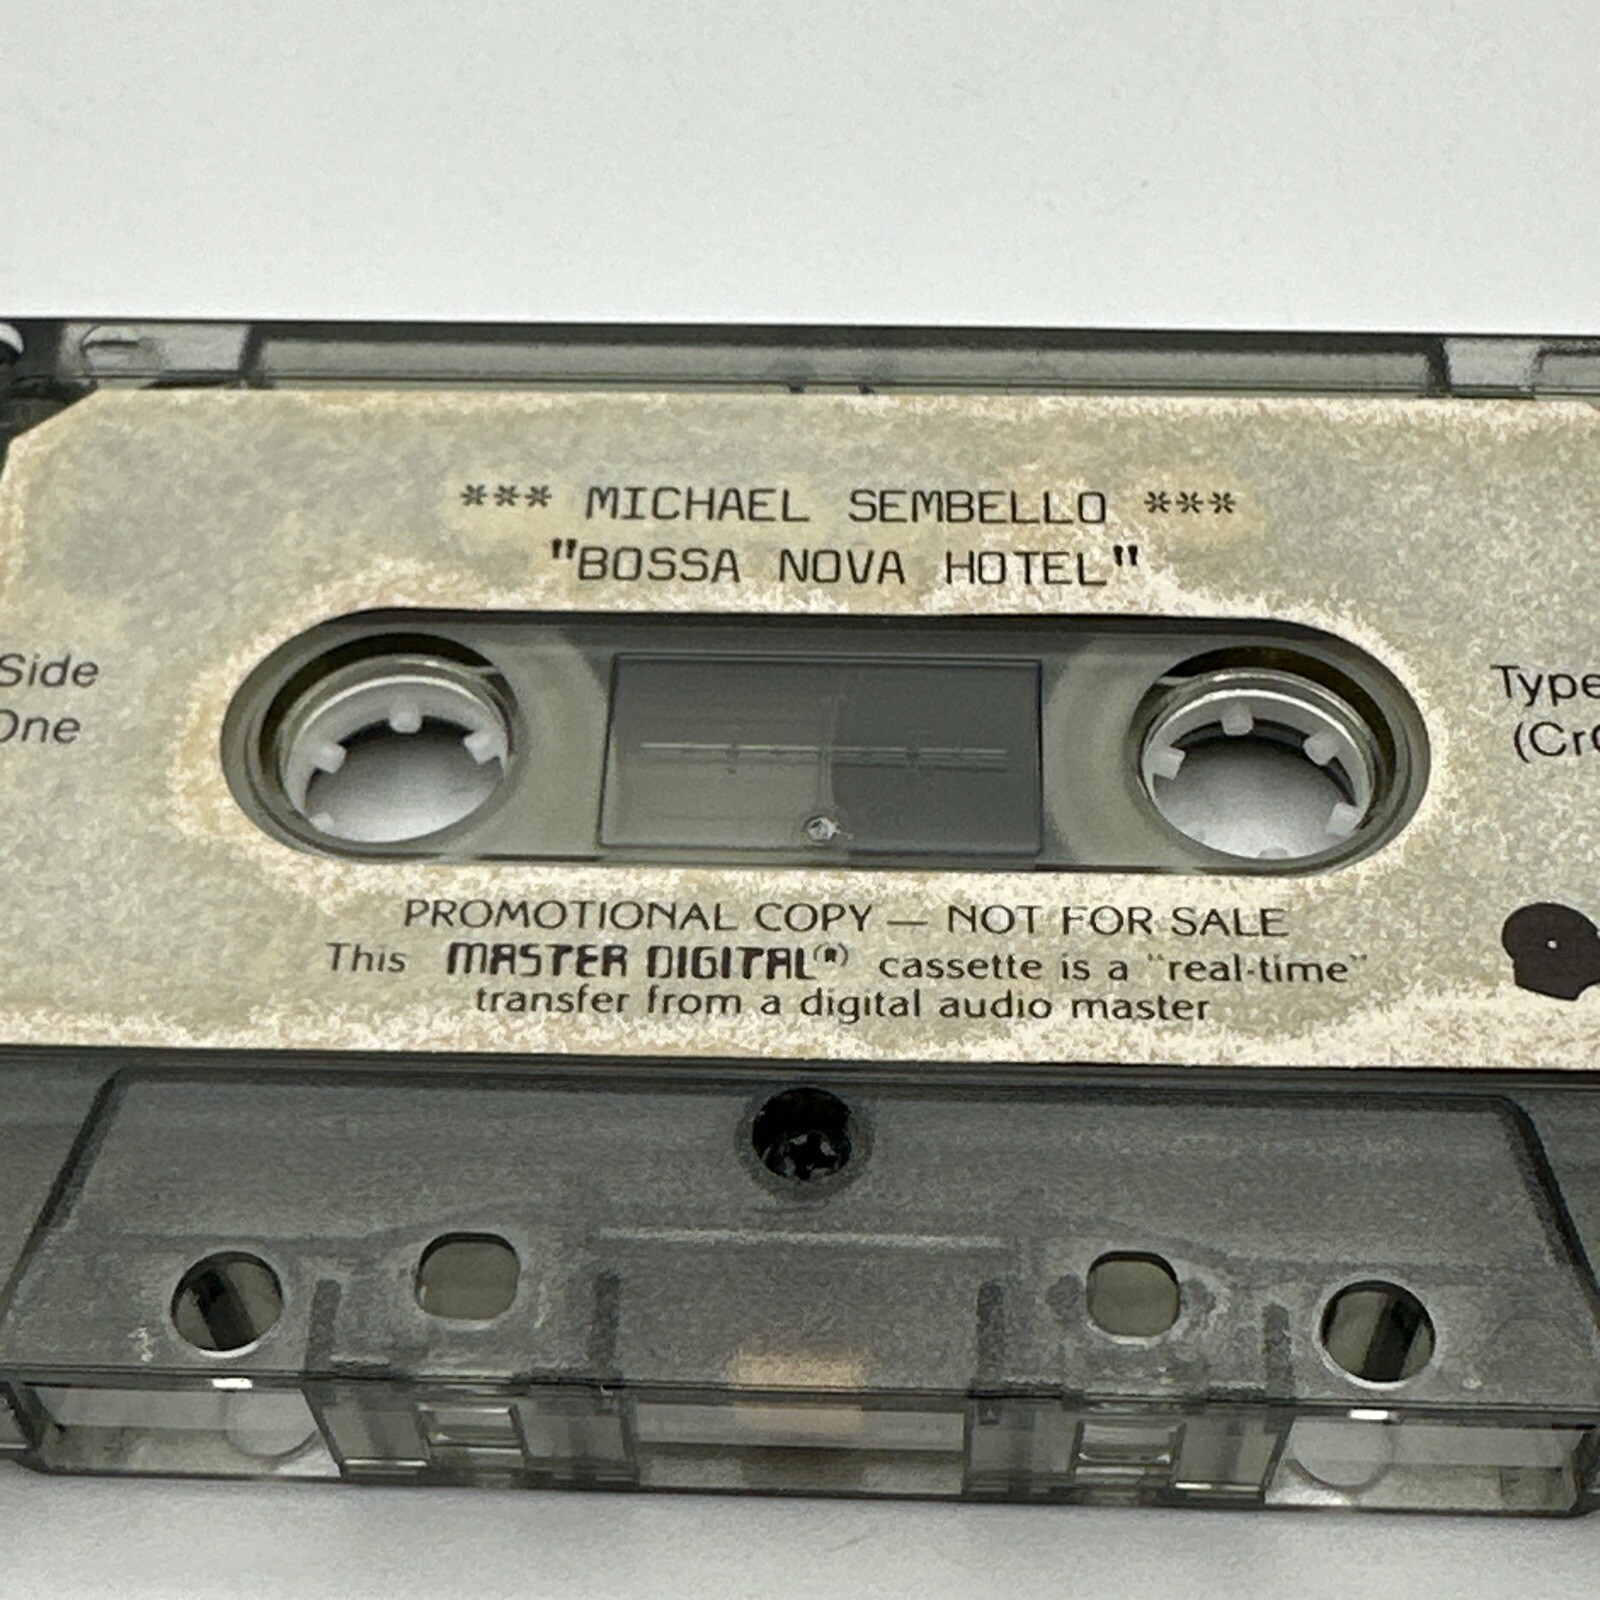 *** MICHAEL SEMBELLO ***
"BOSSA NOVA HOTEL"
Side
One
Type
(CrO
PROMOTIONAL COPY — NOT FOR SALE
This MASTER DIGITAL(R) cassette is a "real-time"
transfer from a digital audio master